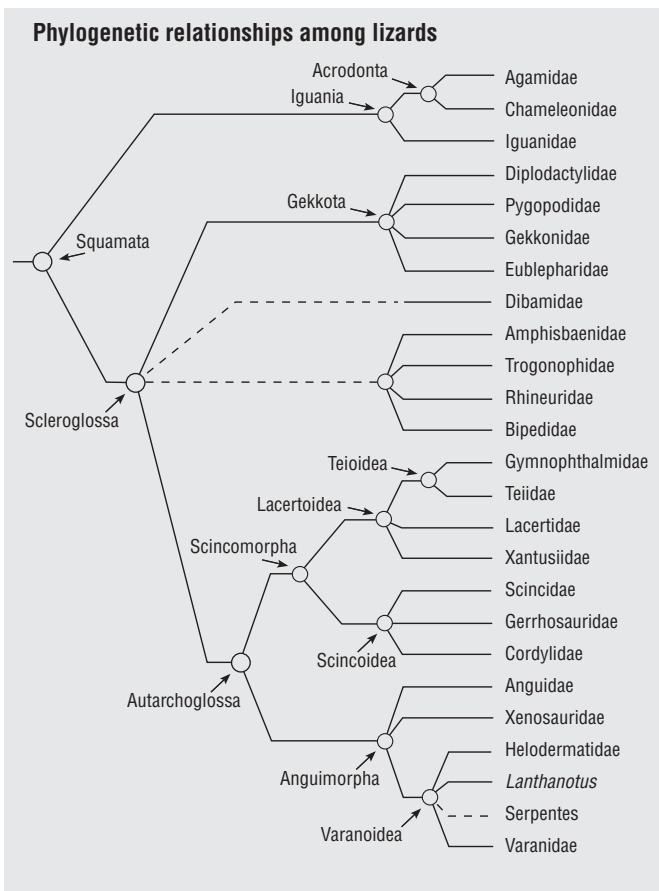 Phylogenetic relationships among lizards
Acrodonta
Agamidae
Iguania
Chameleonidae
Iguanidae
Diplodactylidae
Gekkota
Pygopodidae
Squamata
Gekkonidae
Eublepharidae
Dibamidae
Amphisbaenidae
Trogonophidae
Scleroglossa
Rhineuridae
Bipedidae
Teioidea
Gymnophthalmidae
Teiidae
Lacertoidea
Lacertidae
Scincomorpha
Xantusiidae
Scincidae
Gerrhosauridae
Scincoidea
Cordylidae
Autarchoglossa
Anguidae
Xenosauridae
Anguimorpha
Helodermatidae
Lanthanotus
Varanoidea
Serpentes
Varanidae